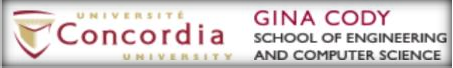 UNIVERSITÉ
Concordia
UNIVERSITY
GINA CODY
SCHOOL OF ENGINEERING
AND COMPUTER SCIENCE